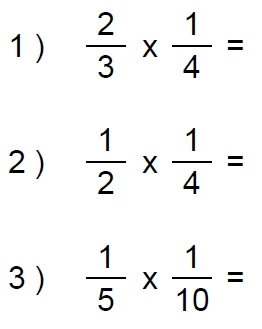 1 ) 2/3 x 1/4 =
2 ) 1/2 x 1/4 =
3 ) 1/5 x 1/10 =